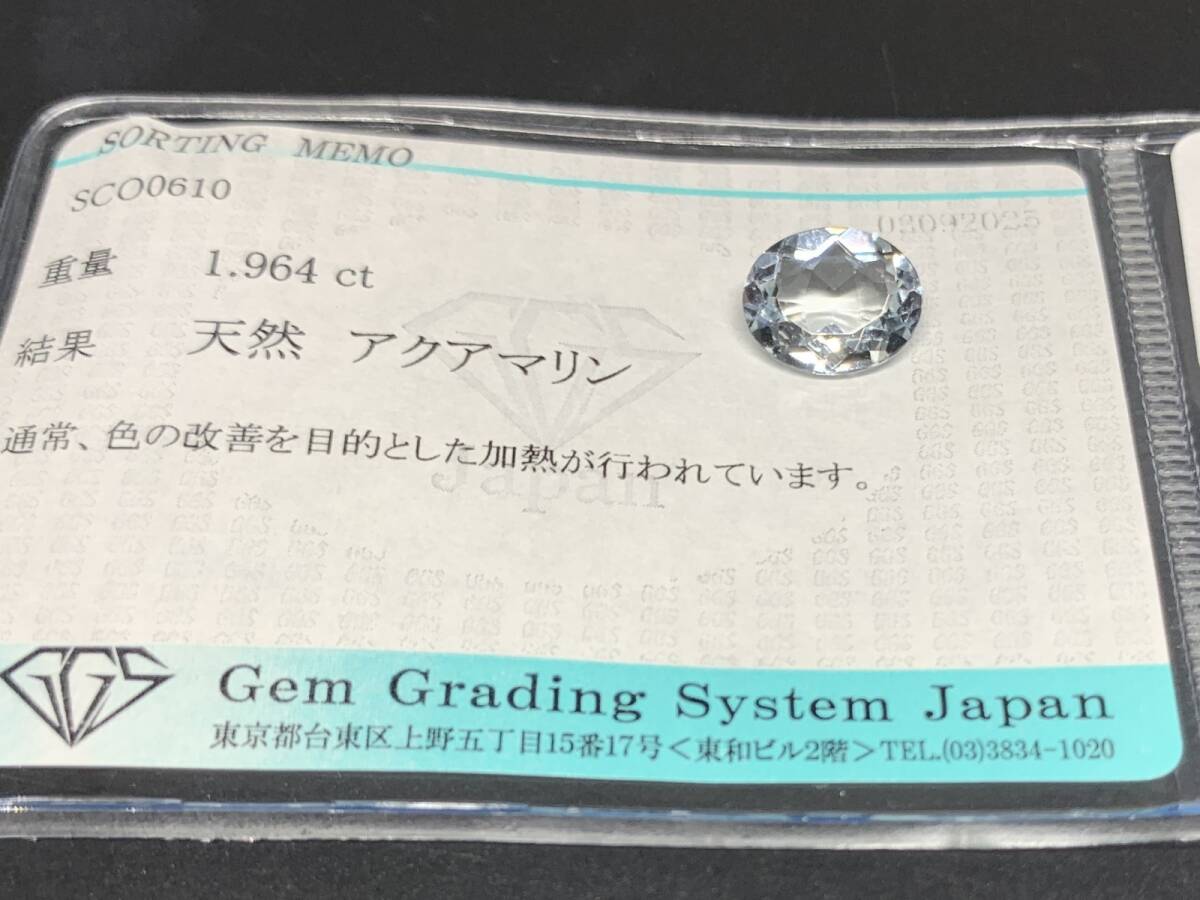 SORTING MEMO
SCO0610
03092025
重量 1.964 ct
結果 天然 アクアマリン
通常、色の改善を目的とした加熱が行われています。
Japan
GGS Gem Grading System Japan
東京都台東区上野五丁目15番17号<東和ビル2階>TEL.(03)3834-1020